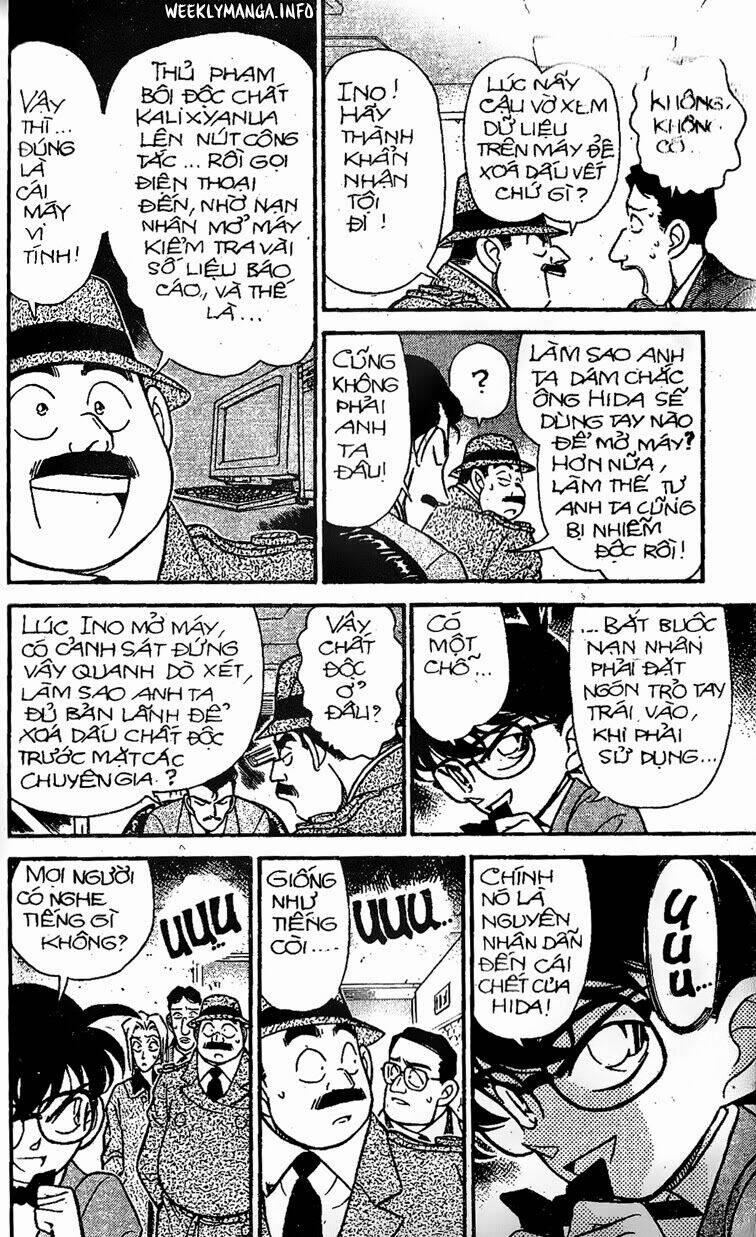 WEEKLYMANGA.INFO
VẬY
THÌ...
ĐÚNG
LÀ
CÁI
MÁY
VI
TÍNH!
THỦ PHẠM
BÔI ĐỘC CHẤT
KALI XYANUA
LÊN NÚT CÔNG
TẮC ... RỒI GỌI
ĐIỆN THOẠI
ĐẾN, NHỜ NẠN
NHÂN MỞ MÁY
KIỂM TRA VÀI
SỐ LIỆU BÁO
CÁO, VÀ THẾ
LÀ ...
INO!
HÃY
THÀNH
KHẨN
NHẬN
TỘI
ĐI !
LÚC NÃY
CẬU VỜ XEM
DỮ LIỆU
TRÊN MÁY ĐỂ
XOÁ DẤU VẾT
CHỨ GÌ ?
KHÔNG,
KHÔNG
CÓ...
CŨNG
KHÔNG
PHẢI
ANH
TA
ĐÂU!
?
LÀM SAO ANH
TA DÁM CHẮC
ÔNG HIDA SẼ
DÙNG TAY NÀO
ĐỂ MỞ MÁY?
HƠN NỮA,
LÀM THẾ TỰ
ANH TA CŨNG
BỊ NHIỄM
ĐỘC RỒI !
LÚC INO MỞ MÁY,
CÓ CẢNH SÁT ĐỨNG
VÂY QUANH DÒ XÉT,
LÀM SAO ANH TA
ĐỦ BẢN LÃNH ĐỂ
XOÁ DẤU CHẤT ĐỘC
TRƯỚC MẶT CÁC
CHUYÊN GIA ?
VẬY
CHẤT
ĐỘC
Ở
ĐÂU?
CÓ
MỘT
CHỖ...
... BẮT BUỘC
NẠN NHÂN
PHẢI ĐẶT
NGÓN TRỎ TAY
TRÁI VÀO,
KHI PHẢI
SỬ DỤNG...
MỌI NGƯỜI
CÓ NGHE
TIẾNG GÌ
KHÔNG?
UUU...
GIỐNG
NHƯ
TIẾNG
CÒI ....
UUU...
CHÍNH
NÓ LÀ
NGUYÊN
NHÂN DẪN
ĐẾN CÁI
CHẾT CỦA
HIDA!
UUU...